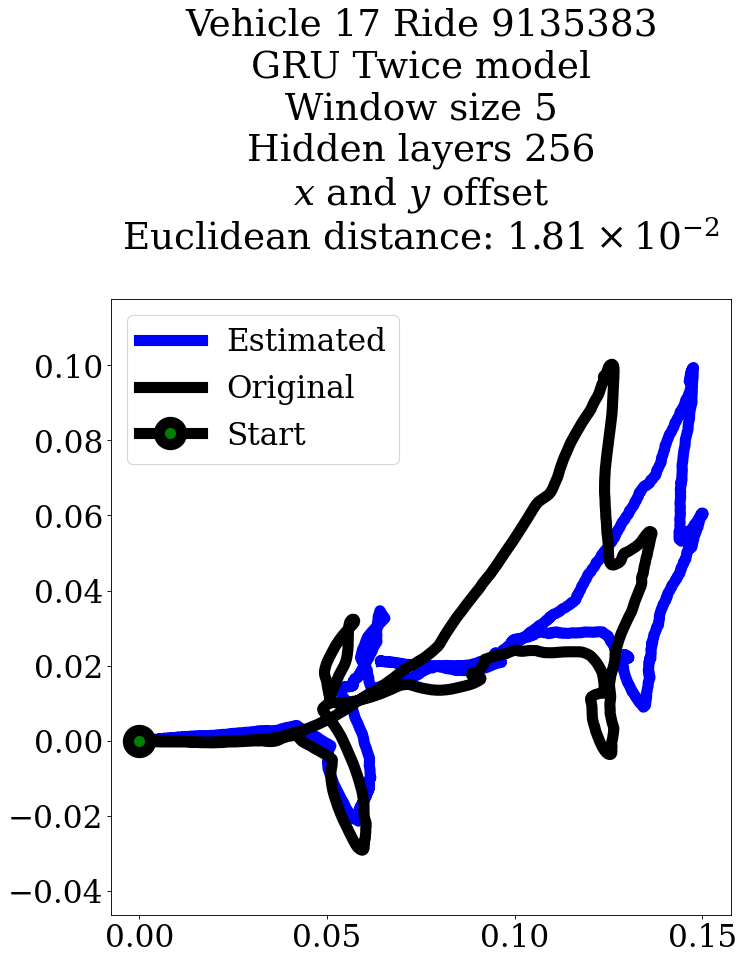 Vehicle 17 Ride 9135383
GRU Twice model
Window size 5
Hidden layers 256
x and y offset
Euclidean distance: 1.81 × 10⁻²
Estimated
Original
Start
0.10
0.08
0.06
0.04
0.02
0.00
−0.02
−0.04
0.00 0.05 0.10 0.15